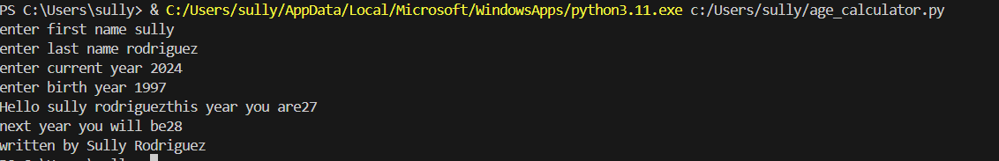 PS C:\Users\sully> & C:/Users/sully/AppData/Local/Microsoft/WindowsApps/python3.11.exe c:/Users/sully/age_calculator.py
enter first name sully
enter last name rodriguez
enter current year 2024
enter birth year 1997
Hello sully rodriguezthis year you are27
next year you will be28
written by Sully Rodriguez